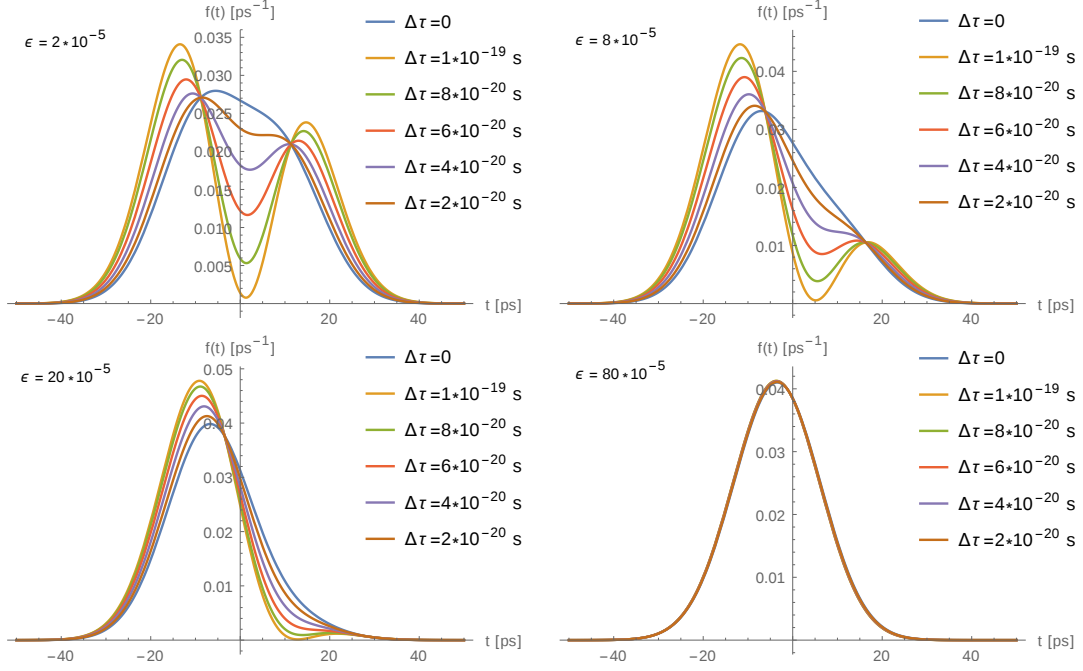 f(t) [ps⁻¹]
ϵ = 2*10⁻⁵
0.035
0.030
0.025
0.020
0.015
0.010
0.005
−40 −20 0 20 40
t [ps]
Δτ=0
Δτ=1*10⁻¹⁹ s
Δτ=8*10⁻²⁰ s
Δτ=6*10⁻²⁰ s
Δτ=4*10⁻²⁰ s
Δτ=2*10⁻²⁰ s
f(t) [ps⁻¹]
ϵ = 8*10⁻⁵
0.04
0.03
0.02
0.01
−40 −20 0 20 40
t [ps]
Δτ=0
Δτ=1*10⁻¹⁹ s
Δτ=8*10⁻²⁰ s
Δτ=6*10⁻²⁰ s
Δτ=4*10⁻²⁰ s
Δτ=2*10⁻²⁰ s
f(t) [ps⁻¹]
ϵ = 20*10⁻⁵
0.05
0.04
0.03
0.02
0.01
−40 −20 0 20 40
t [ps]
Δτ=0
Δτ=1*10⁻¹⁹ s
Δτ=8*10⁻²⁰ s
Δτ=6*10⁻²⁰ s
Δτ=4*10⁻²⁰ s
Δτ=2*10⁻²⁰ s
f(t) [ps⁻¹]
ϵ = 80*10⁻⁵
0.04
0.03
0.02
0.01
−40 −20 0 20 40
t [ps]
Δτ=0
Δτ=1*10⁻¹⁹ s
Δτ=8*10⁻²⁰ s
Δτ=6*10⁻²⁰ s
Δτ=4*10⁻²⁰ s
Δτ=2*10⁻²⁰ s